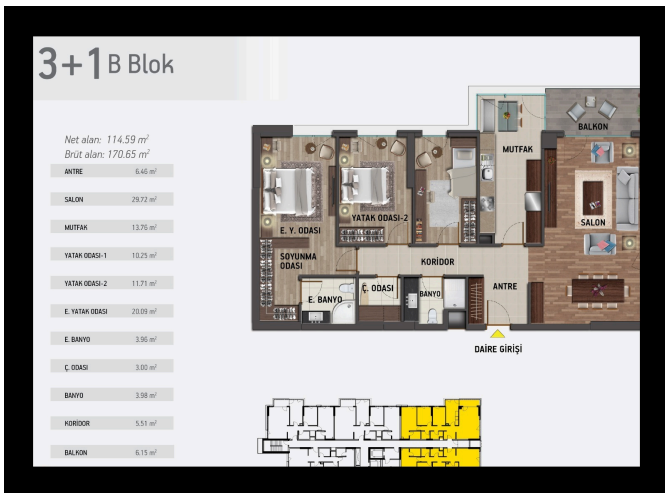 3+1 B Blok
Net alan: 114.59 m²
Brüt alan: 170.65 m²
ANTRE 6.46 m²
SALON 29.72 m²
MUTFAK 13.76 m²
YATAK ODASI-1 10.25 m²
YATAK ODASI-2 11.71 m²
E. YATAK ODASI 20.09 m²
E. BANYO 3.96 m²
Ç. ODASI 3.00 m²
BANYO 3.98 m²
KORİDOR 5.51 m²
BALKON 6.15 m²
BALKON
MUTFAK
E. Y. ODASI
YATAK ODASI-2
SALON
SOYUNMA
ODASI
KORİDOR
E. BANYO
Ç. ODASI
BANYO
ANTRE
DAİRE GİRİŞİ